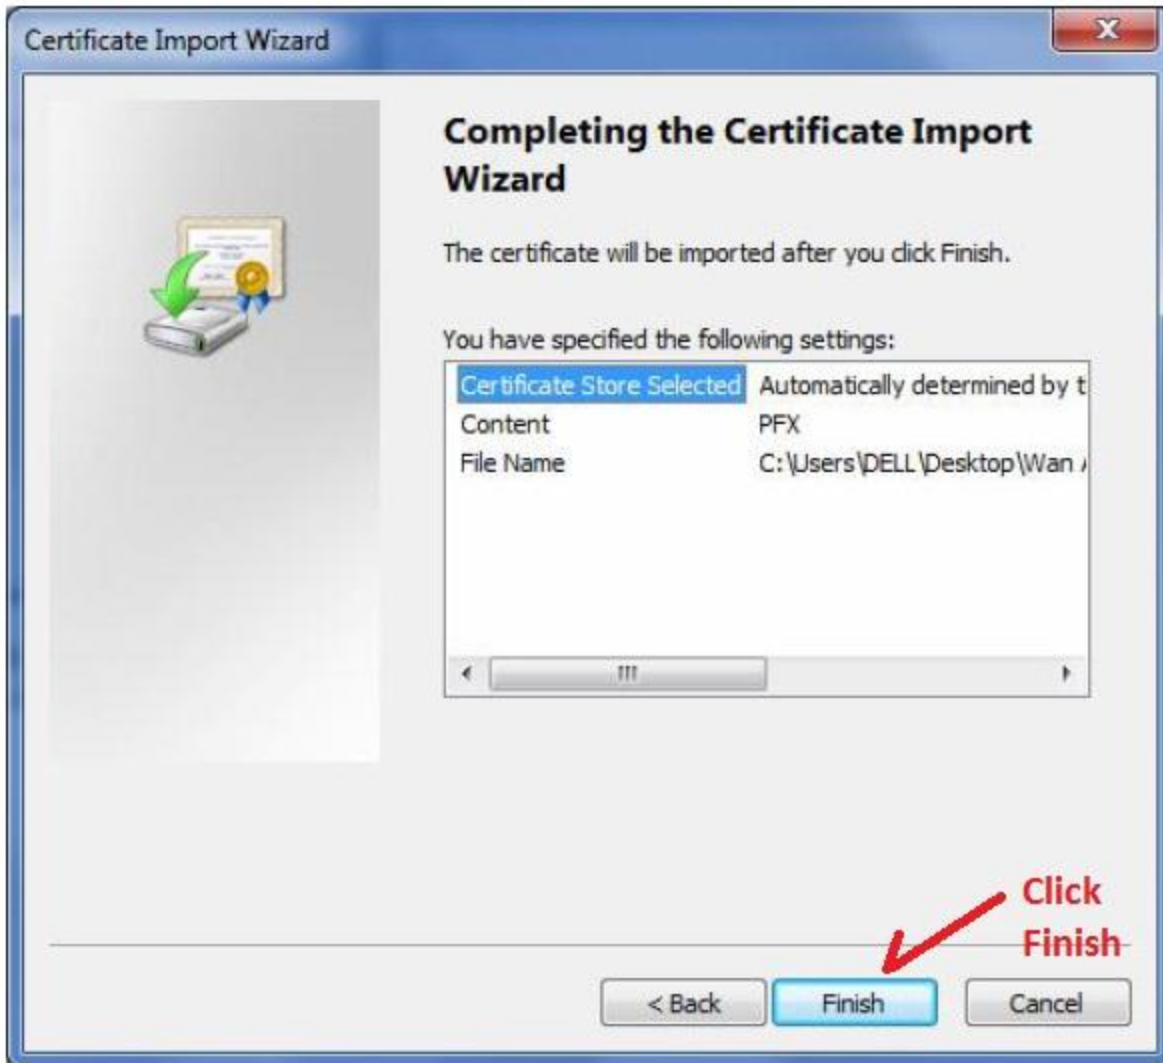 Certificate Import Wizard
Completing the Certificate Import
Wizard
The certificate will be imported after you click Finish.
You have specified the following settings:
Certificate Store Selected Automatically determined by t
Content PFX
File Name C:\Users\DELL\Desktop\Wan
Click
Finish
< Back Finish Cancel